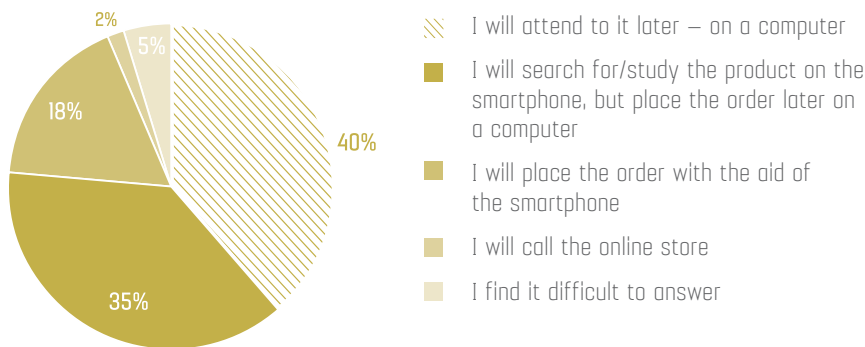 2%
5%
18%
40%
35%
I will attend to it later – on a computer
I will search for/study the product on the
smartphone, but place the order later on
a computer
I will place the order with the aid of
the smartphone
I will call the online store
I find it difficult to answer